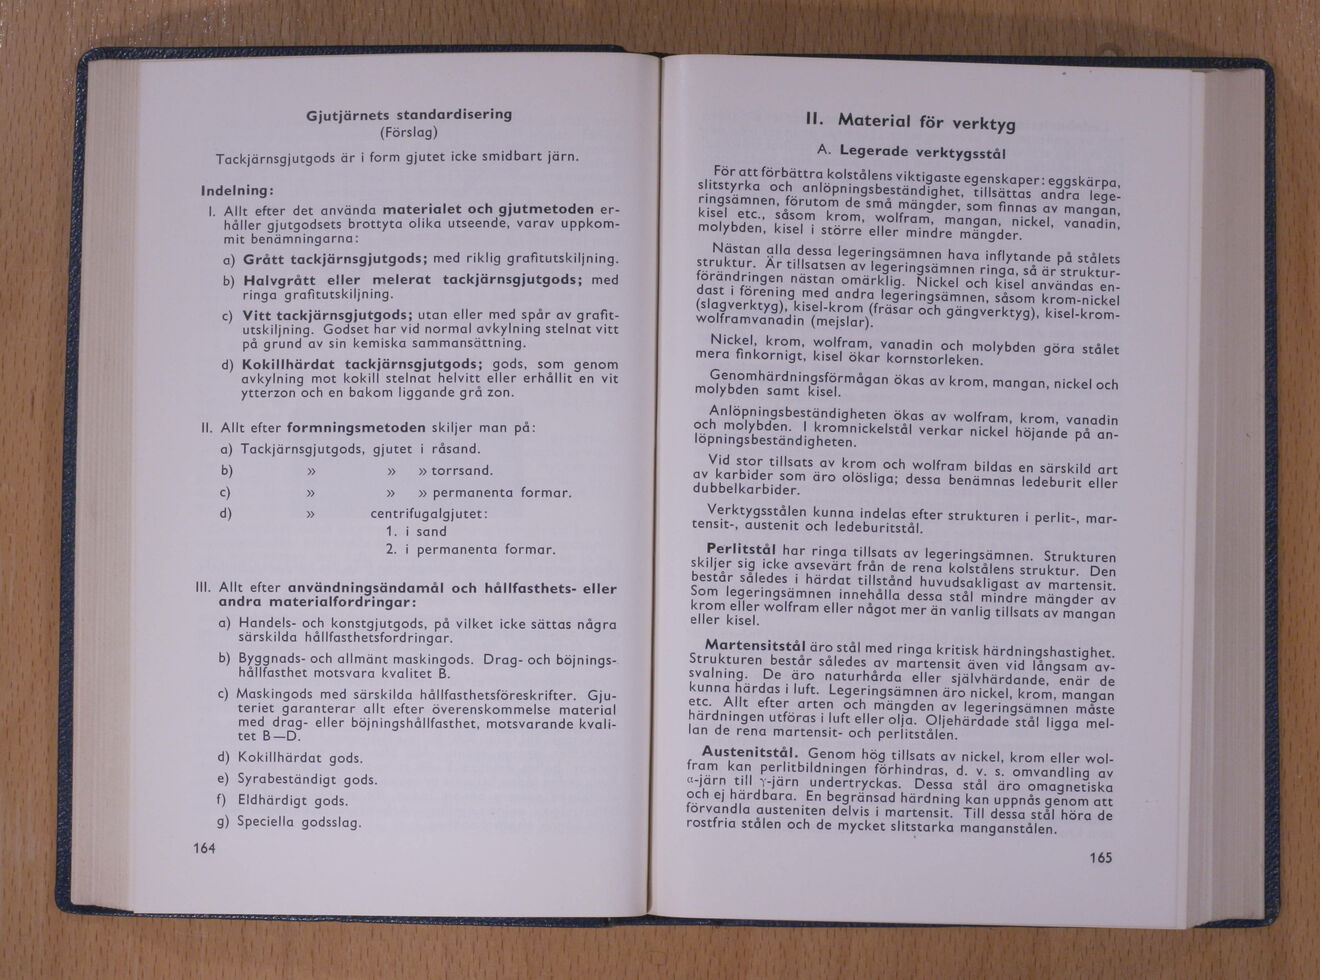 Gjutjärnets standardisering
(Förslag)
Tackjärnsgjutgods är i form gjutet icke smidbart järn.
Indelning:
I. Allt efter det använda materialet och gjutmetoden er-
håller gjutgodsets brottyta olika utseende, varav uppkom-
mit benämningarna:
a) Grått tackjärnsgjutgods; med riklig grafitutskiljning.
b) Halvgrått eller melerat tackjärnsgjutgods; med
ringa grafitutskiljning.
c) Vitt tackjärnsgjutgods; utan eller med spår av grafit-
utskiljning. Godset har vid normal avkylning stelnat vitt
på grund av sin kemiska sammansättning.
d) Kokillhärdat tackjärnsgjutgods; gods, som genom
avkylning mot kokill stelnat helvitt eller erhållit en vit
ytterzon och en bakom liggande grå zon.
II. Allt efter formningsmetoden skiljer man på:
a) Tackjärnsgjutgods, gjutet i råsand.
b) » » » torrsand.
c) » » » permanenta formar.
d) » centrifugalgjutet:
1. i sand
2. i permanenta formar.
III. Allt efter användningsändamål och hållfasthets- eller
andra materialfordringar:
a) Handels- och konstgjutgods, på vilket icke sättas några
särskilda hållfasthetsfordringar.
b) Byggnads- och allmänt maskingods. Drag- och böjnings-
hållfasthet motsvara kvalitet B.
c) Maskingods med särskilda hållfasthetsföreskrifter. Gju-
teriet garanterar allt efter överenskommelse material
med drag- eller böjningshållfasthet, motsvarande kvali-
tet B—D.
d) Kokillhärdat gods.
e) Syrabeständigt gods.
f) Eldhärdigt gods.
g) Speciella godsslag.
164
II. Material för verktyg
A. Legerade verktygsstål
För att förbättra kolstålens viktigaste egenskaper: eggskärpa,
slitstyrka och anlöpningsbeständighet, tillsättas andra lege-
ringsämnen, förutom de små mängder, som finnas av mangan,
kisel etc., såsom krom, wolfram, mangan, nickel, vanadin,
molybden, kisel i större eller mindre mängder.
Nästan alla dessa legeringsämnen hava inflytande på stålets
struktur. Är tillsatsen av legeringsämnen ringa, så är struktur-
förändringen nästan omärklig. Nickel och kisel användas en-
dast i förening med andra legeringsämnen, såsom krom-nickel
(slagverktyg), kisel-krom (fräsar och gängverktyg), kisel-krom-
wolframvanadin (mejslar).
Nickel, krom, wolfram, vanadin och molybden göra stålet
mera finkornigt, kisel ökar kornstorleken.
Genomhärdningsförmågan ökas av krom, mangan, nickel och
molybden samt kisel.
Anlöpningsbeständigheten ökas av wolfram, krom, vanadin
och molybden. I kromnickelstål verkar nickel höjande på an-
löpningsbeständigheten.
Vid stor tillsats av krom och wolfram bildas en särskild art
av karbider som äro olösliga; dessa benämnas ledeburit eller
dubbelkarbider.
Verktygsstålen kunna indelas efter strukturen i perlit-, mar-
tensit-, austenit och ledeburitstål.
Perlitstål har ringa tillsats av legeringsämnen. Strukturen
skiljer sig icke avsevärt från de rena kolstålens struktur. Den
består således i härdat tillstånd huvudsakligast av martensit.
Som legeringsämnen innehålla dessa stål mindre mängder av
krom eller wolfram eller något mer än vanlig tillsats av mangan
eller kisel.
Martensitstål äro stål med ringa kritisk härdningshastighet.
Strukturen består således av martensit även vid långsam av-
svalning. De äro naturhårda eller självhärdande, enär de
kunna härdas i luft. Legeringsämnen äro nickel, krom, mangan
etc. Allt efter arten och mängden av legeringsämnen måste
härdningen utföras i luft eller olja. Oljehärdade stål ligga mel-
lan de rena martensit- och perlitstålen.
Austenitstål. Genom hög tillsats av nickel, krom eller wol-
fram kan perlitbildningen förhindras, d. v. s. omvandling av
α-järn till γ-järn undertryckas. Dessa stål äro omagnetiska
och ej härdbara. En begränsad härdning kan uppnås genom att
förvandla austeniten delvis i martensit. Till dessa stål höra de
rostfria stålen och de mycket slitstarka manganstålen.
165